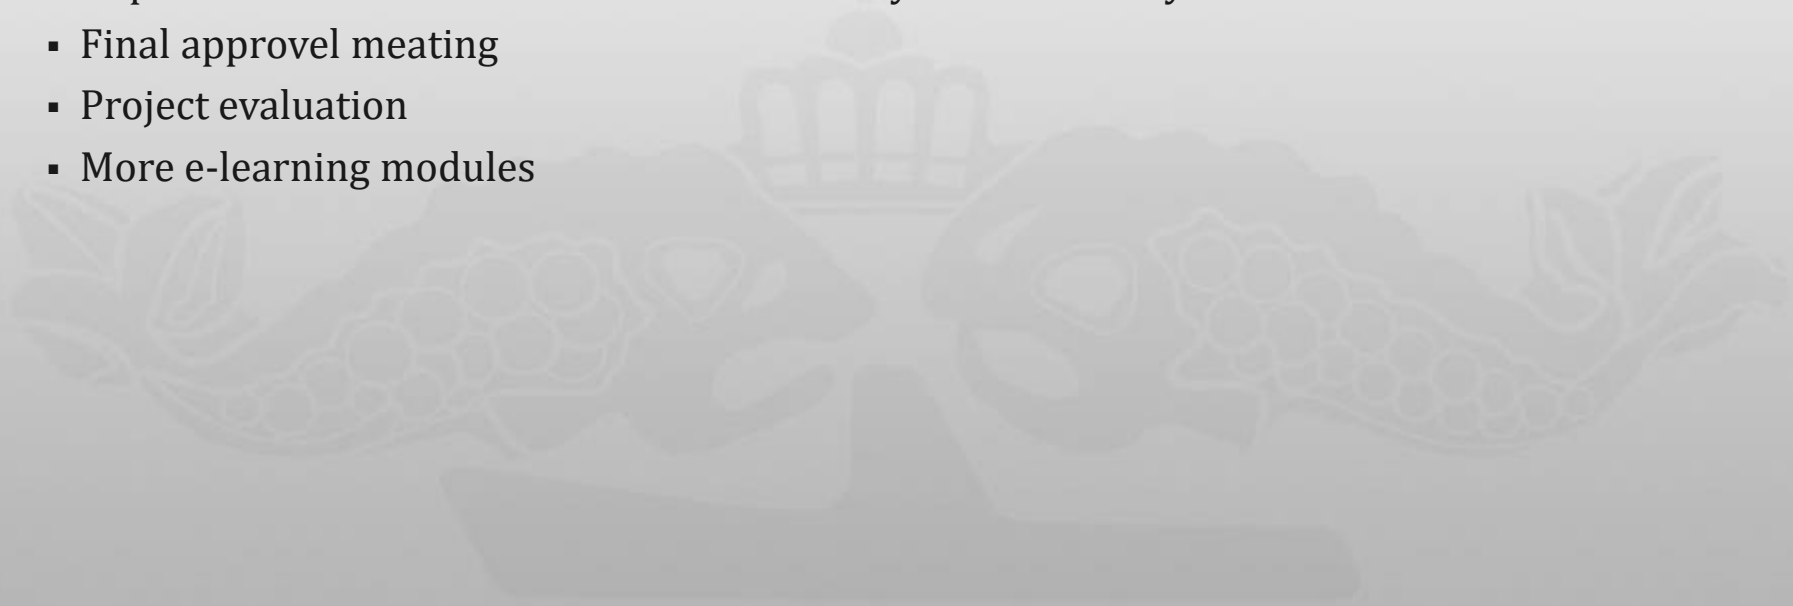 ▪ Final approvel meating
▪ Project evaluation
▪ More e-learning modules